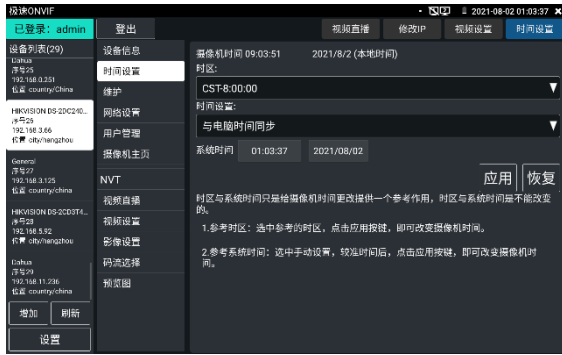 极速ONVIF
2021-08-02 01:03:37
已登录: admin
登出
视频直播
修改IP
视频设置
时间设置
设备列表(29)
Dahua
序号25
192.168.0.251
位置 country/China
HIKVISION DS-2DC240...
序号26
192.168.3.66
位置 city/hangzhou
General
序号27
192.168.3.125
位置 country/china
HIKVISION DS-2CD3T4...
序号28
192.168.5.92
位置 city/hangzhou
Dahua
序号29
192.168.11.236
位置 country/china
增加
刷新
设置
设备信息
时间设置
维护
网络设置
用户管理
摄像机主页
NVT
视频直播
视频设置
影像设置
码流选择
预览图
摄像机时间 09:03:51 2021/8/2 (本地时间)
时区:
CST-8:00:00
时间设置:
与电脑时间同步
系统时间 01:03:37 2021/08/02
应用
恢复
时区与系统时间只是给摄像机时间更改提供一个参考作用，时区与系统时间是不能改变
的。
1.参考时区：选中参考的时区，点击应用按键，即可改变摄像机时间。
2.参考系统时间：选中手动设置，较准时间后，点击应用按键，即可改变摄像机时
间。